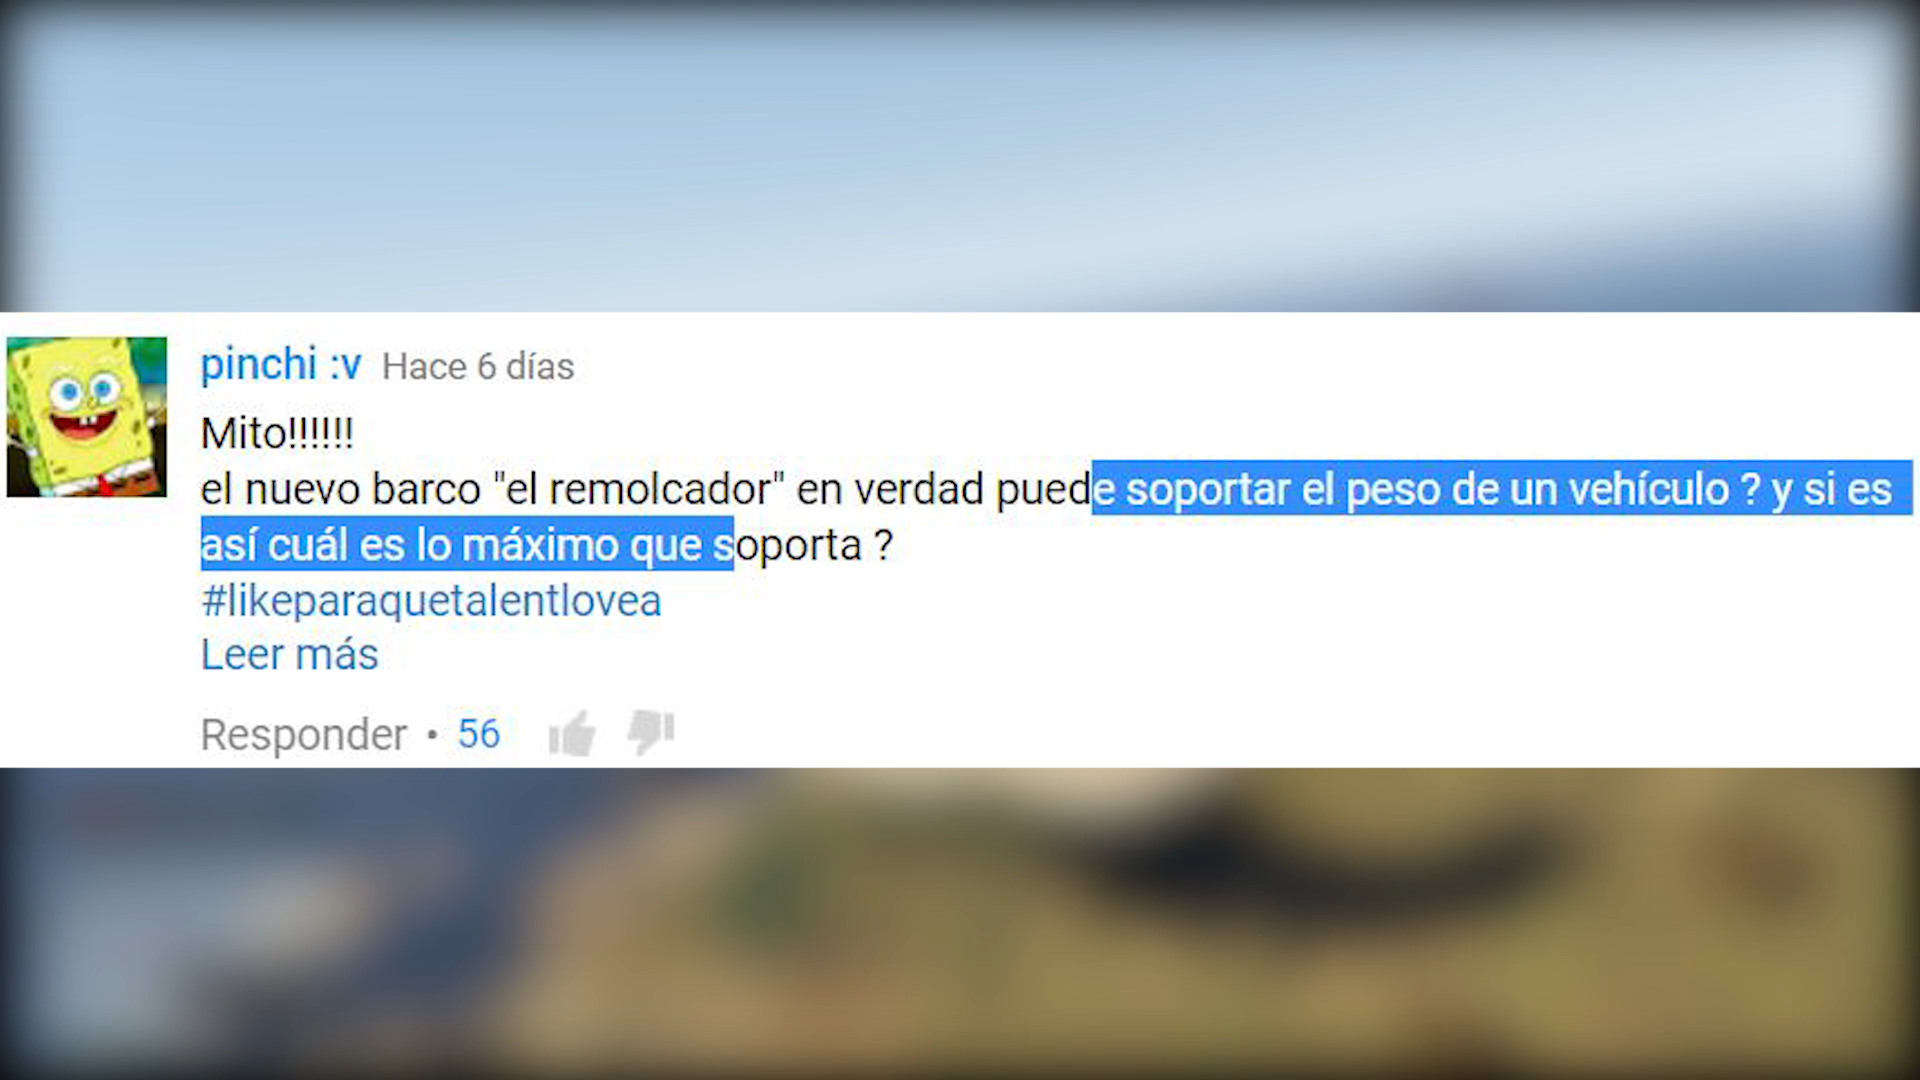 pinchi :v Hace 6 días
Mito!!!!!!
el nuevo barco "el remolcador" en verdad puede soportar el peso de un vehículo ? y si es
así cuál es lo máximo que soporta ?
#likeparaquetalentlovea
Leer más
Responder • 56